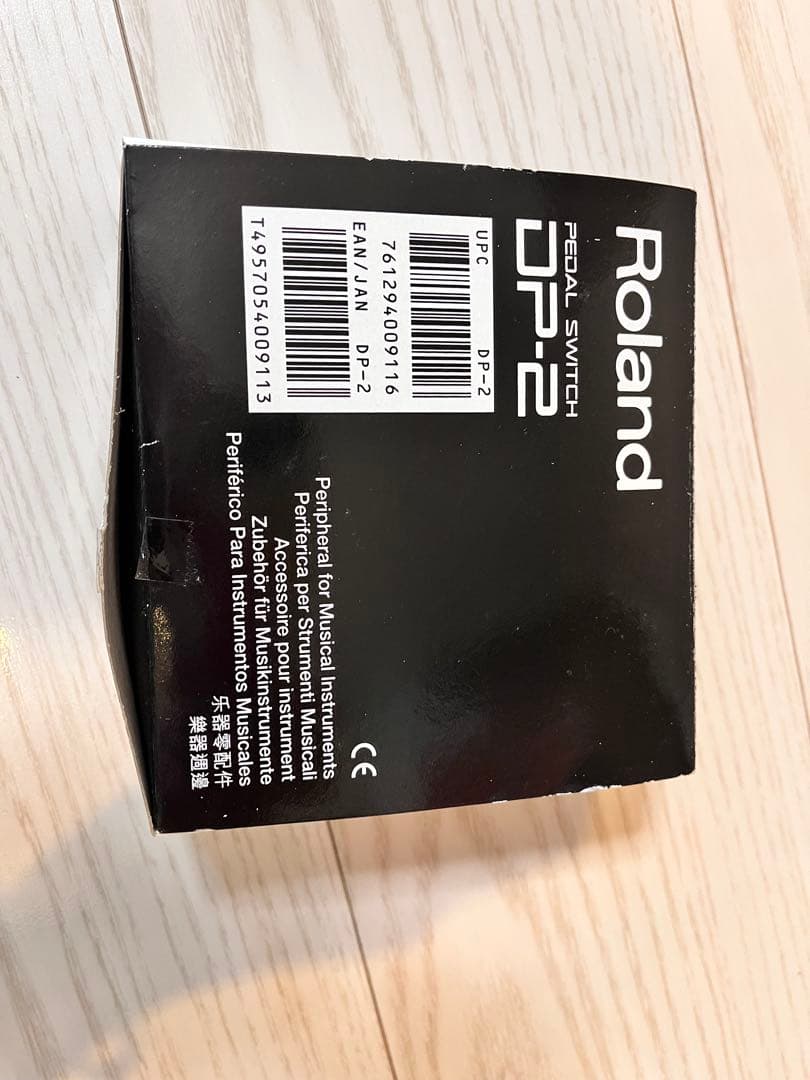 Roland
PEDAL SWITCH
DP-2
UPC DP-2
761294009116
EAN/JAN DP-2
T4957054009113
CE
Peripheral for Musical Instruments
Periferica per Strumenti Musicali
Accessoire pour instrument
Zubehör für Musikinstrumente
Periférico Para Instrumentos Musicales
乐器零配件
樂器週邊